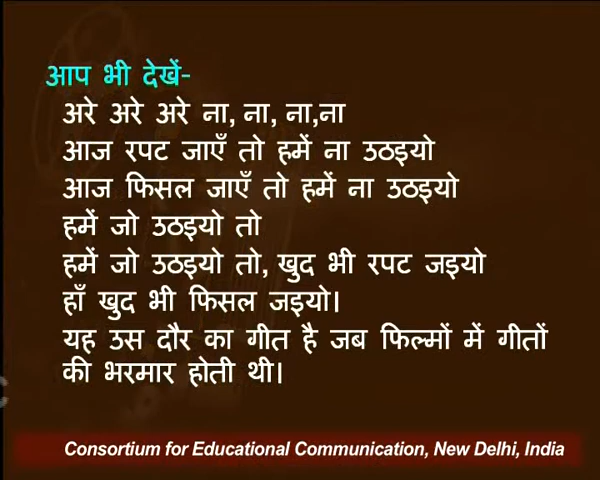 आप भी देखें-
अरे अरे अरे ना, ना, ना,ना
आज रपट जाएँ तो हमें ना उठइयो
आज फिसल जाएँ तो हमें ना उठइयो
हमें जो उठइयो तो
हमें जो उठइयो तो, खुद भी रपट जइयो
हाँ खुद भी फिसल जइयो।
यह उस दौर का गीत है जब फिल्मों में गीतों
की भरमार होती थी।
Consortium for Educational Communication, New Delhi, India